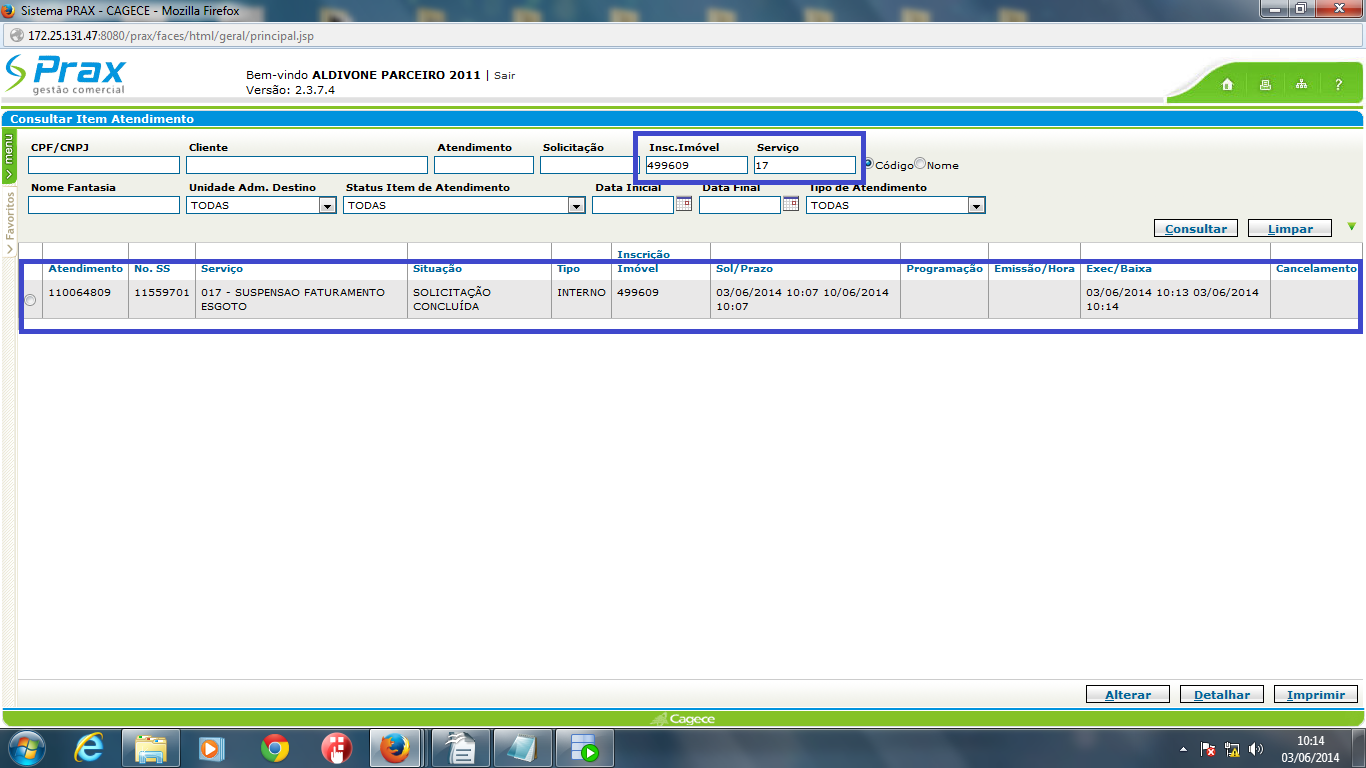 Sistema PRAX - CAGECE - Mozilla Firefox
172.25.131.47:8080/prax/faces/html/geral/principal.jsp
Prax
gestão comercial
Bem-vindo ALDIVONE PARCEIRO 2011 | Sair
Versão: 2.3.7.4
?
Consultar Item Atendimento
menu
Favoritos
CPF/CNPJ Cliente Atendimento Solicitação Insc.Imóvel Serviço
499609 17 Código Nome
Nome Fantasia Unidade Adm. Destino Status Item de Atendimento Data Inicial Data Final Tipo de Atendimento
TODAS TODAS TODAS
Consultar Limpar
Inscrição
Atendimento No. SS Serviço Situação Tipo Imóvel Sol/Prazo Programação Emissão/Hora Exec/Baixa Cancelamento
110064809 11559701 017 - SUSPENSAO FATURAMENTO SOLICITAÇÃO INTERNO 499609 03/06/2014 10:07 10/06/2014 03/06/2014 10:13 03/06/2014
ESGOTO CONCLUÍDA 10:07 10:14
Alterar Detalhar Imprimir
Cagece
10:14
03/06/2014